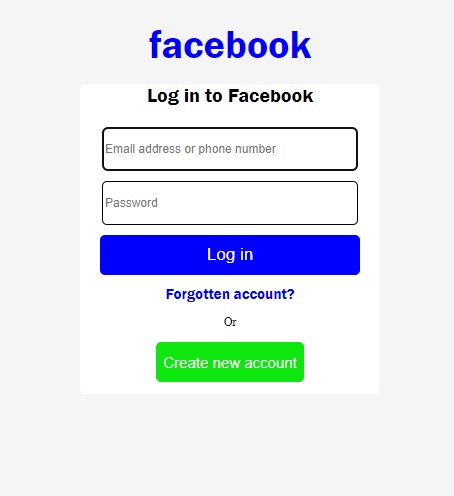 facebook
Log in to Facebook
Email address or phone number
Password
Log in
Forgotten account?
Or
Create new account